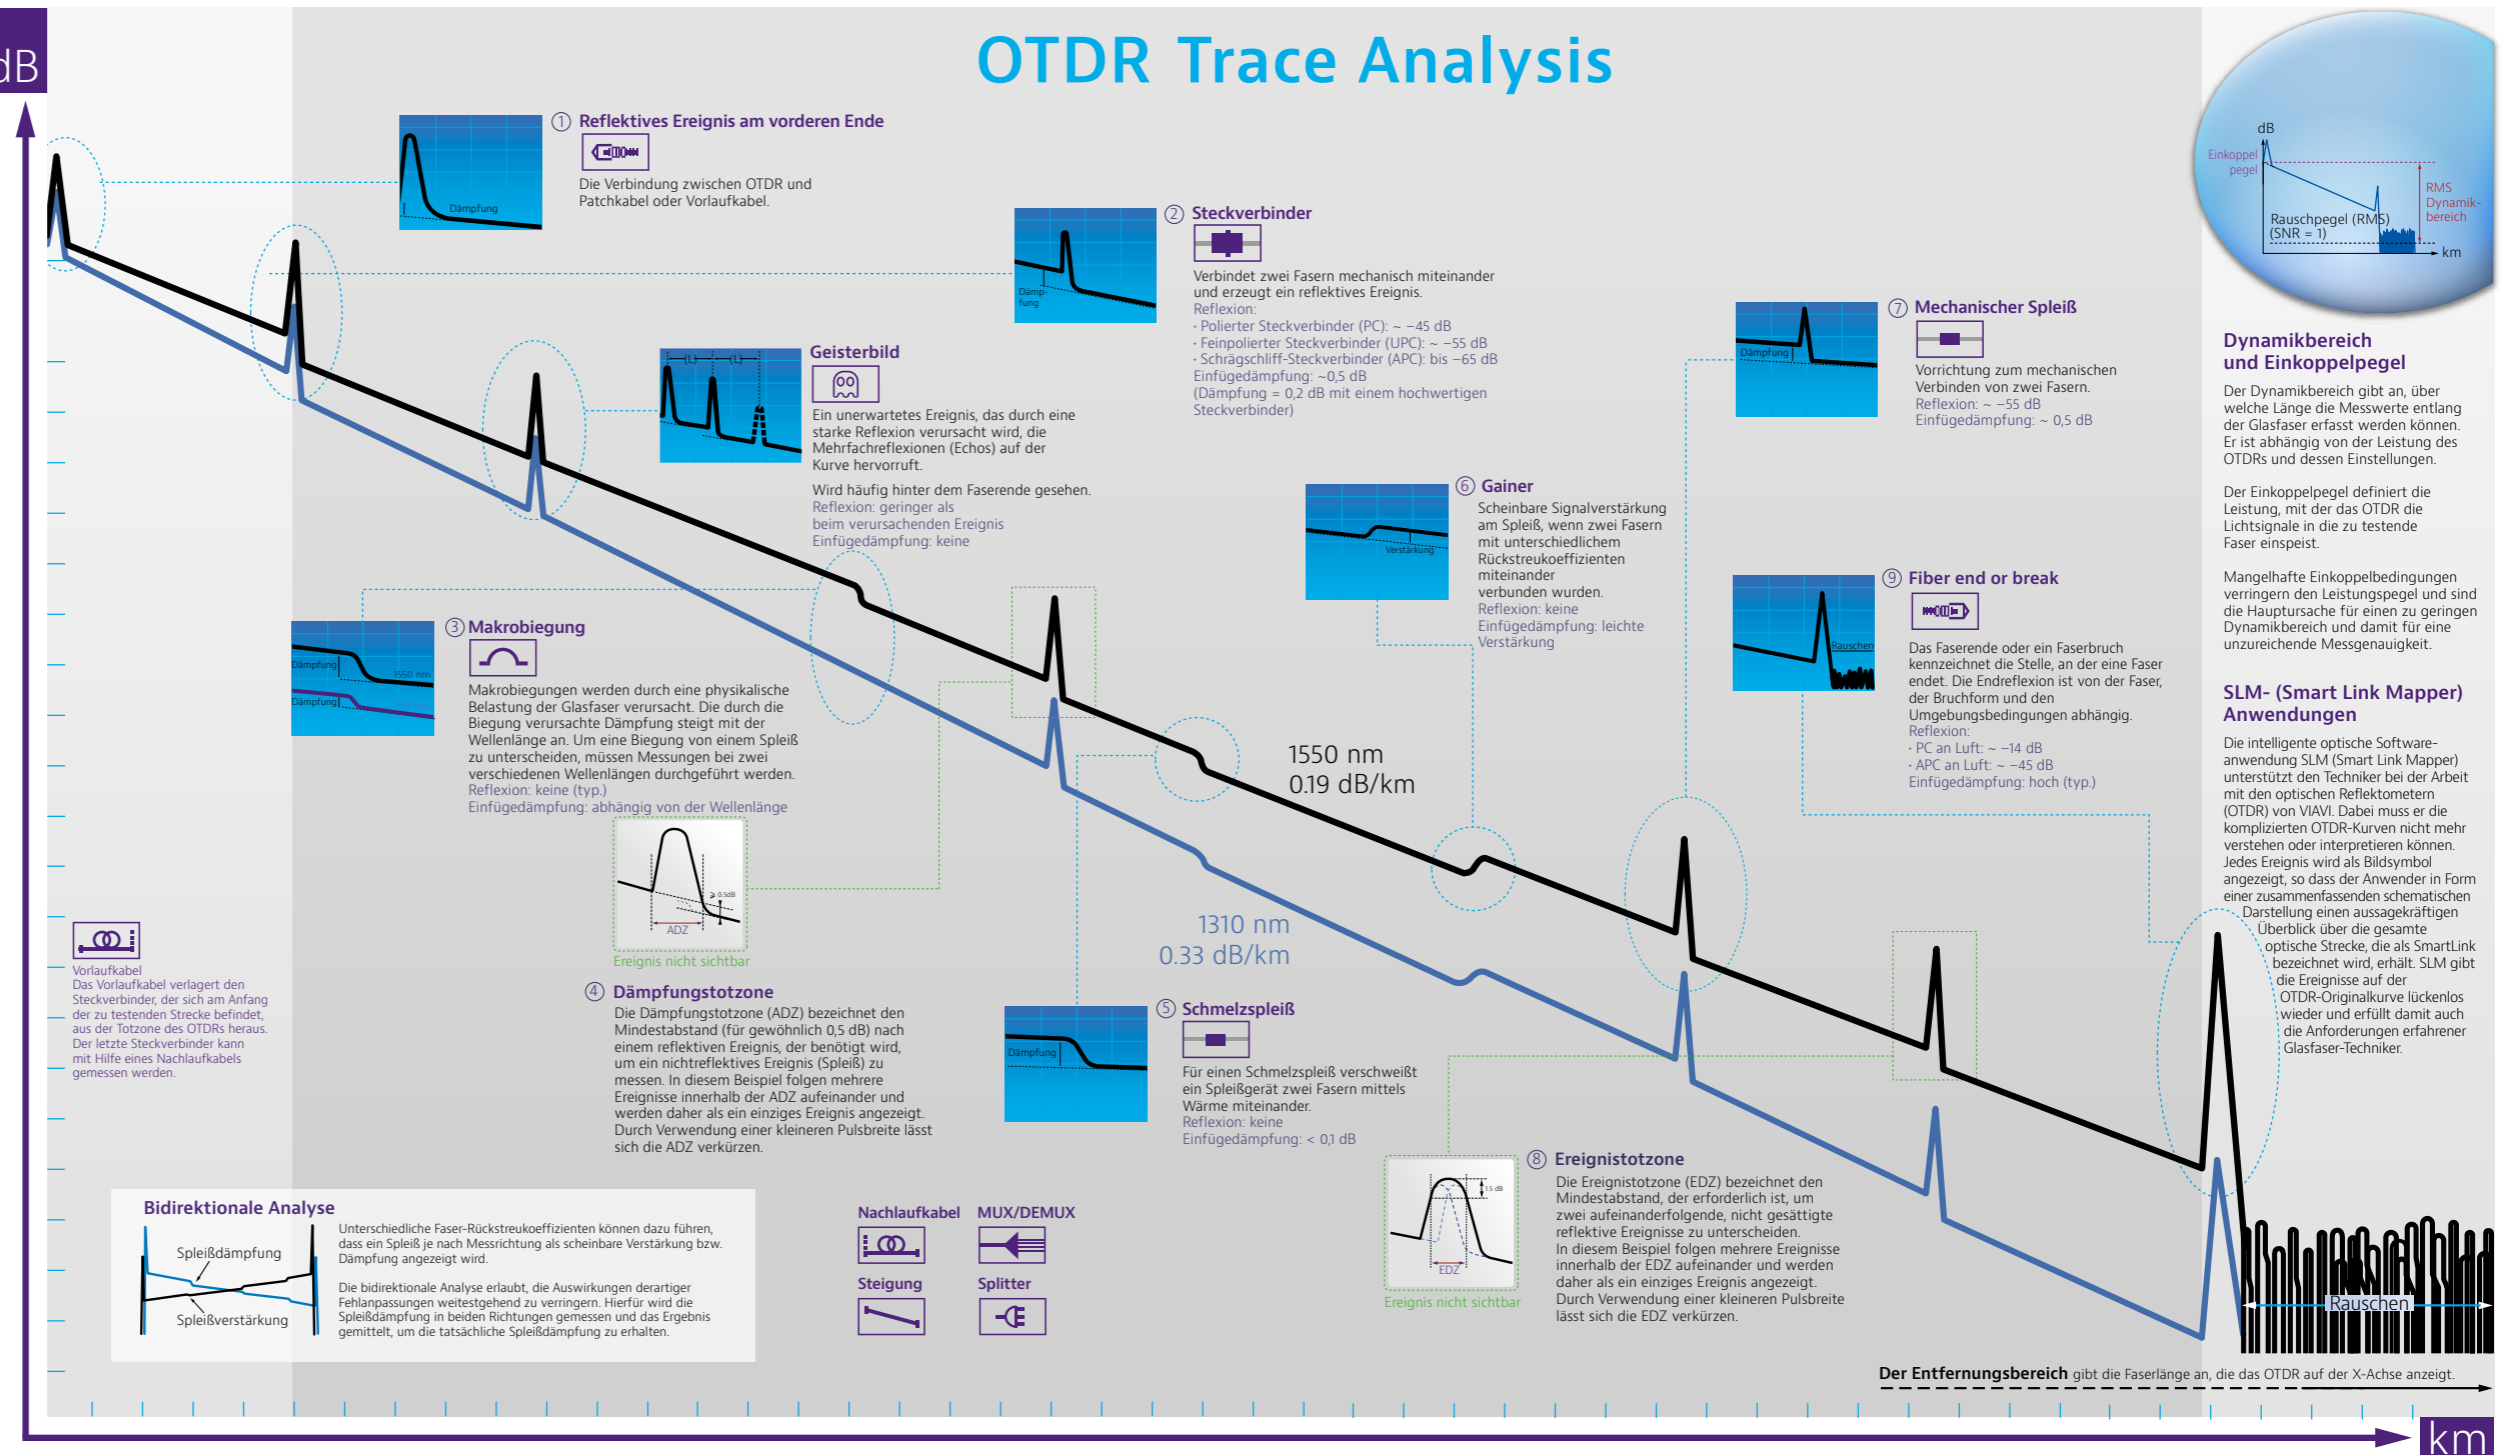 dB
OTDR Trace Analysis
① Reflektives Ereignis am vorderen Ende
Die Verbindung zwischen OTDR und
Patchkabel oder Vorlaufkabel.
Dämpfung
② Steckverbinder
Verbindet zwei Fasern mechanisch miteinander
und erzeugt ein reflektives Ereignis.
Reflexion:
· Polierter Steckverbinder (PC): ~ −45 dB
· Feinpolierter Steckverbinder (UPC): ~ −55 dB
· Schrägschliff-Steckverbinder (APC): bis −65 dB
Einfügedämpfung: ~0,5 dB
(Dämpfung = 0,2 dB mit einem hochwertigen
Steckverbinder)
Dämp-
fung
Geisterbild
Ein unerwartetes Ereignis, das durch eine
starke Reflexion verursacht wird, die
Mehrfachreflexionen (Echos) auf der
Kurve hervorruft.
Wird häufig hinter dem Faserende gesehen.
Reflexion: geringer als
beim verursachenden Ereignis
Einfügedämpfung: keine
(L) (L)
③ Makrobiegung
Makrobiegungen werden durch eine physikalische
Belastung der Glasfaser verursacht. Die durch die
Biegung verursachte Dämpfung steigt mit der
Wellenlänge an. Um eine Biegung von einem Spleiß
zu unterscheiden, müssen Messungen bei zwei
verschiedenen Wellenlängen durchgeführt werden.
Reflexion: keine (typ.)
Einfügedämpfung: abhängig von der Wellenlänge
Dämpfung
1550 nm
Dämpfung
≥ 0.5dB
ADZ
Ereignis nicht sichtbar
④ Dämpfungstotzone
Die Dämpfungstotzone (ADZ) bezeichnet den
Mindestabstand (für gewöhnlich 0,5 dB) nach
einem reflektiven Ereignis, der benötigt wird,
um ein nichtreflektives Ereignis (Spleiß) zu
messen. In diesem Beispiel folgen mehrere
Ereignisse innerhalb der ADZ aufeinander und
werden daher als ein einziges Ereignis angezeigt.
Durch Verwendung einer kleineren Pulsbreite lässt
sich die ADZ verkürzen.
1550 nm
0.19 dB/km
1310 nm
0.33 dB/km
⑤ Schmelzspleiß
Für einen Schmelzspleiß verschweißt
ein Spleißgerät zwei Fasern mittels
Wärme miteinander.
Reflexion: keine
Einfügedämpfung: < 0,1 dB
Dämpfung
⑥ Gainer
Scheinbare Signalverstärkung
am Spleiß, wenn zwei Fasern
mit unterschiedlichem
Rückstreukoeffizienten
miteinander
verbunden wurden.
Reflexion: keine
Einfügedämpfung: leichte
Verstärkung
Verstärkung
⑦ Mechanischer Spleiß
Vorrichtung zum mechanischen
Verbinden von zwei Fasern.
Reflexion: ~ −55 dB
Einfügedämpfung: ~ 0,5 dB
Dämpfung
1.5 dB
EDZ
Ereignis nicht sichtbar
⑧ Ereignistotzone
Die Ereignistotzone (EDZ) bezeichnet den
Mindestabstand, der erforderlich ist, um
zwei aufeinanderfolgende, nicht gesättigte
reflektive Ereignisse zu unterscheiden.
In diesem Beispiel folgen mehrere Ereignisse
innerhalb der EDZ aufeinander und werden
daher als ein einziges Ereignis angezeigt.
Durch Verwendung einer kleineren Pulsbreite
lässt sich die EDZ verkürzen.
⑨ Fiber end or break
Das Faserende oder ein Faserbruch
kennzeichnet die Stelle, an der eine Faser
endet. Die Endreflexion ist von der Faser,
der Bruchform und den
Umgebungsbedingungen abhängig.
Reflexion:
· PC an Luft: ~ −14 dB
· APC an Luft: ~ −45 dB
Einfügedämpfung: hoch (typ.)
Rauschen
dB
Einkoppel
pegel
RMS
Dynamik-
bereich
Rauschpegel (RMS)
(SNR = 1)
km
Dynamikbereich
und Einkoppelpegel
Der Dynamikbereich gibt an, über
welche Länge die Messwerte entlang
der Glasfaser erfasst werden können.
Er ist abhängig von der Leistung des
OTDRs und dessen Einstellungen.
Der Einkoppelpegel definiert die
Leistung, mit der das OTDR die
Lichtsignale in die zu testende
Faser einspeist.
Mangelhafte Einkoppelbedingungen
verringern den Leistungspegel und sind
die Hauptursache für einen zu geringen
Dynamikbereich und damit für eine
unzureichende Messgenauigkeit.
SLM- (Smart Link Mapper)
Anwendungen
Die intelligente optische Software-
anwendung SLM (Smart Link Mapper)
unterstützt den Techniker bei der Arbeit
mit den optischen Reflektometern
(OTDR) von VIAVI. Dabei muss er die
komplizierten OTDR-Kurven nicht mehr
verstehen oder interpretieren können.
Jedes Ereignis wird als Bildsymbol
angezeigt, so dass der Anwender in Form
einer zusammenfassenden schematischen
Darstellung einen aussagekräftigen
Überblick über die gesamte
optische Strecke, die als SmartLink
bezeichnet wird, erhält. SLM gibt
die Ereignisse auf der
OTDR-Originalkurve lückenlos
wieder und erfüllt damit auch
die Anforderungen erfahrener
Glasfaser-Techniker.
Vorlaufkabel
Das Vorlaufkabel verlagert den
Steckverbinder, der sich am Anfang
der zu testenden Strecke befindet,
aus der Totzone des OTDRs heraus.
Der letzte Steckverbinder kann
mit Hilfe eines Nachlaufkabels
gemessen werden.
Bidirektionale Analyse
Spleißdämpfung
Spleißverstärkung
Unterschiedliche Faser-Rückstreukoeffizienten können dazu führen,
dass ein Spleiß je nach Messrichtung als scheinbare Verstärkung bzw.
Dämpfung angezeigt wird.
Die bidirektionale Analyse erlaubt, die Auswirkungen derartiger
Fehlanpassungen weitestgehend zu verringern. Hierfür wird die
Spleißdämpfung in beiden Richtungen gemessen und das Ergebnis
gemittelt, um die tatsächliche Spleißdämpfung zu erhalten.
Nachlaufkabel
MUX/DEMUX
Steigung
Splitter
Rauschen
Der Entfernungsbereich gibt die Faserlänge an, die das OTDR auf der X-Achse anzeigt.
km